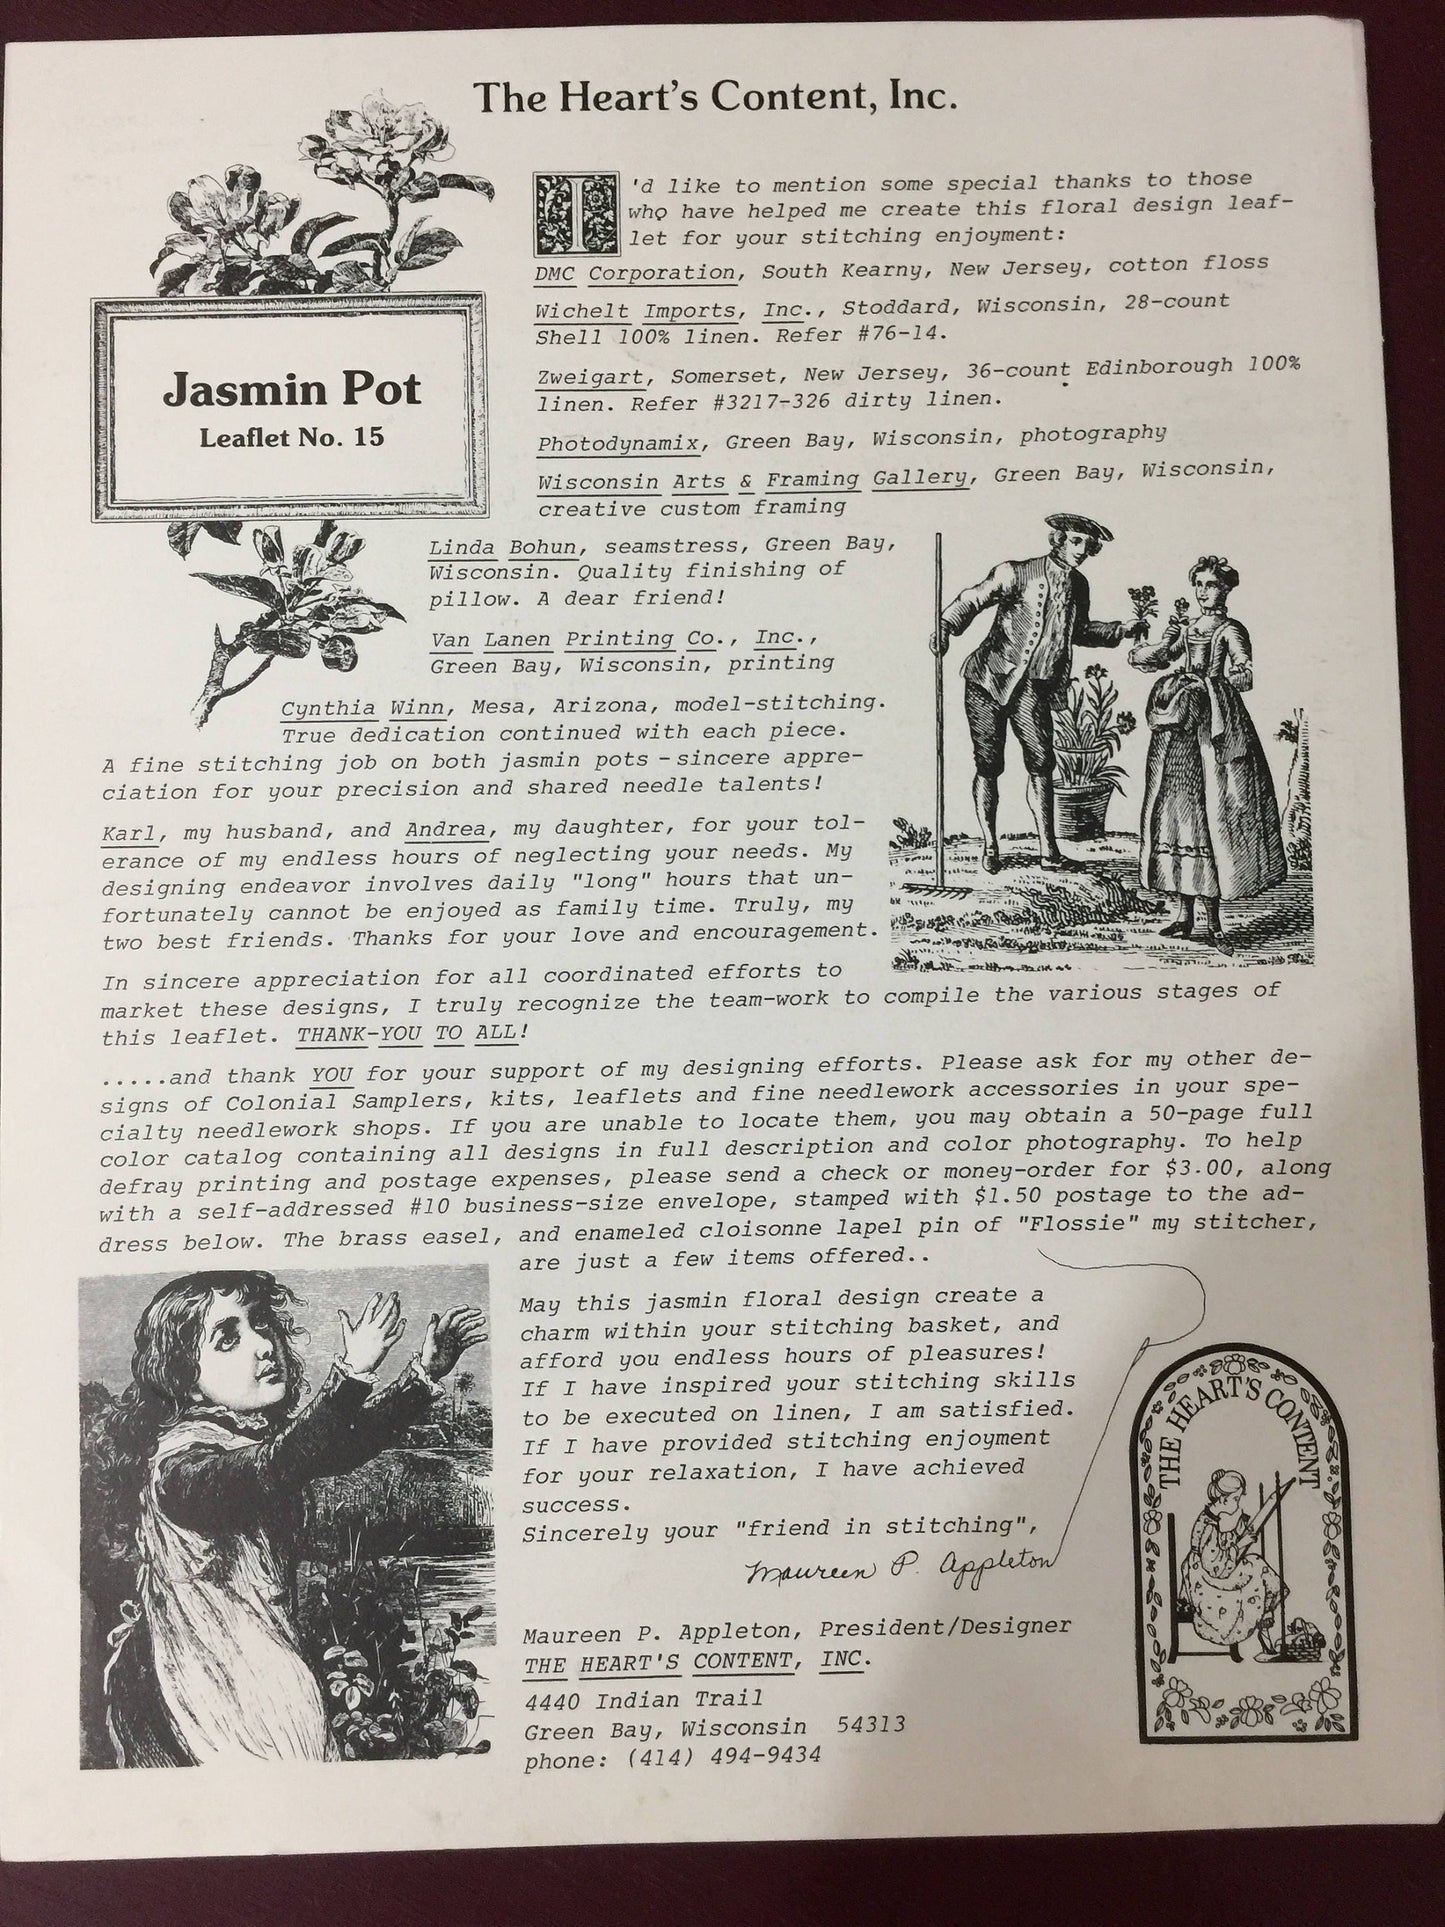 The Heart's Content, Inc.
Jasmin Pot
Leaflet No. 15
I'd like to mention some special thanks to those
who have helped me create this floral design leaf-
let for your stitching enjoyment:
DMC Corporation, South Kearny, New Jersey, cotton floss
Wichelt Imports, Inc., Stoddard, Wisconsin, 28-count
Shell 100% linen. Refer #76-14.
Zweigart, Somerset, New Jersey, 36-count Edinborough 100%
linen. Refer #3217-326 dirty linen.
Photodynamix, Green Bay, Wisconsin, photography
Wisconsin Arts & Framing Gallery, Green Bay, Wisconsin,
creative custom framing
Linda Bohun, seamstress, Green Bay,
Wisconsin. Quality finishing of
pillow. A dear friend!
Van Lanen Printing Co., Inc.,
Green Bay, Wisconsin, printing
Cynthia Winn, Mesa, Arizona, model-stitching.
True dedication continued with each piece.
A fine stitching job on both jasmin pots - sincere appre-
ciation for your precision and shared needle talents!
Karl, my husband, and Andrea, my daughter, for your tol-
erance of my endless hours of neglecting your needs. My
designing endeavor involves daily "long" hours that un-
fortunately cannot be enjoyed as family time. Truly, my
two best friends. Thanks for your love and encouragement.
In sincere appreciation for all coordinated efforts to
market these designs, I truly recognize the team-work to compile the various stages of
this leaflet. THANK-YOU TO ALL!
.....and thank YOU for your support of my designing efforts. Please ask for my other de-
signs of Colonial Samplers, kits, leaflets and fine needlework accessories in your spe-
cialty needlework shops. If you are unable to locate them, you may obtain a 50-page full
color catalog containing all designs in full description and color photography. To help
defray printing and postage expenses, please send a check or money-order for $3.00, along
with a self-addressed #10 business-size envelope, stamped with $1.50 postage to the ad-
dress below. The brass easel, and enameled cloisonne lapel pin of "Flossie" my stitcher,
are just a few items offered..
May this jasmin floral design create a
charm within your stitching basket, and
afford you endless hours of pleasures!
If I have inspired your stitching skills
to be executed on linen, I am satisfied.
If I have provided stitching enjoyment
for your relaxation, I have achieved
success.
Sincerely your "friend in stitching",
Maureen P. Appleton
Maureen P. Appleton, President/Designer
THE HEART'S CONTENT, INC.
4440 Indian Trail
Green Bay, Wisconsin 54313
phone: (414) 494-9434
THE HEART'S CONTENT